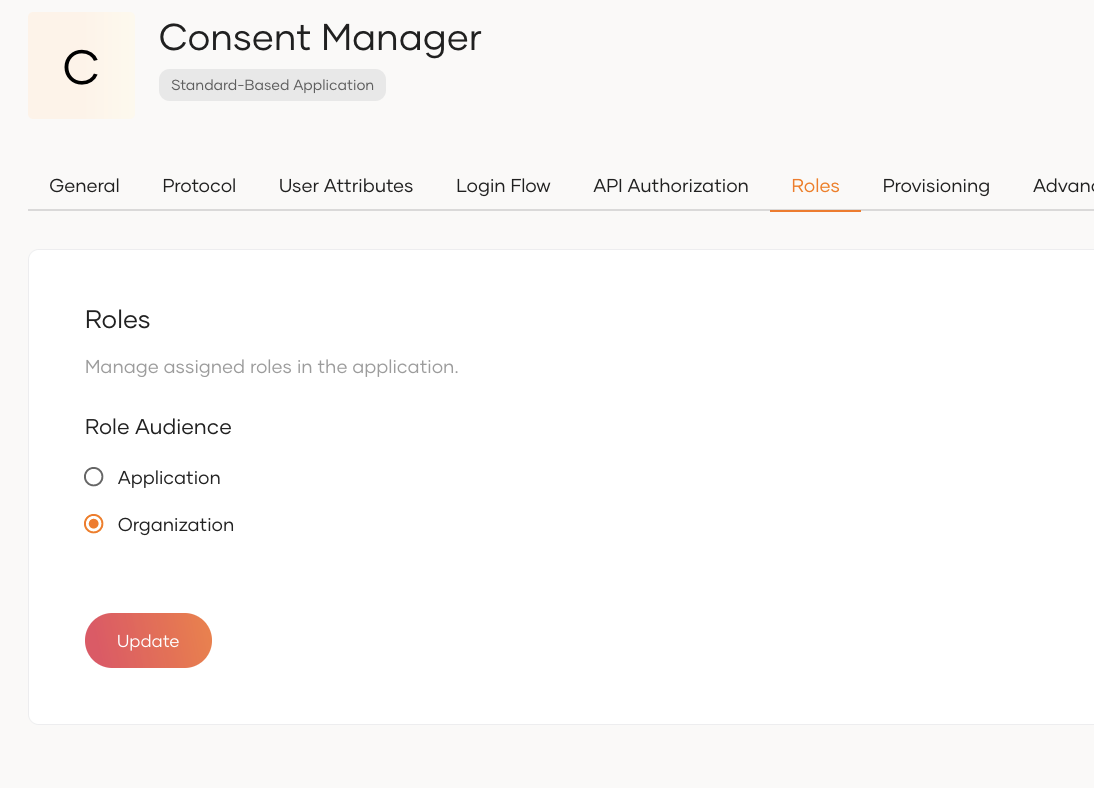 C
Consent Manager
Standard-Based Application
General Protocol User Attributes Login Flow API Authorization Roles Provisioning Advan
Roles
Manage assigned roles in the application.
Role Audience
Application
Organization
Update